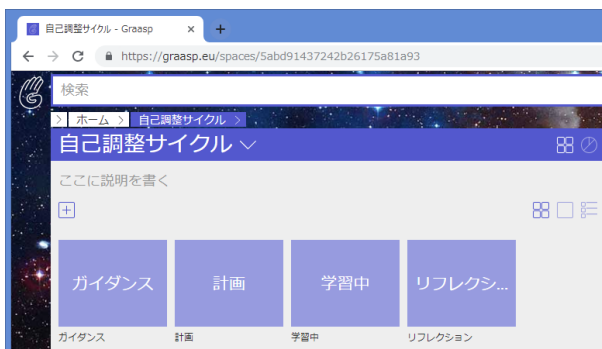 自己調整サイクル - Graasp
https://graasp.eu/spaces/5abd91437242b26175a81a93
検索
> ホーム > 自己調整サイクル >
自己調整サイクル
ここに説明を書く
ガイダンス 計画 学習中 リフレクシ...
ガイダンス 計画 学習中 リフレクション